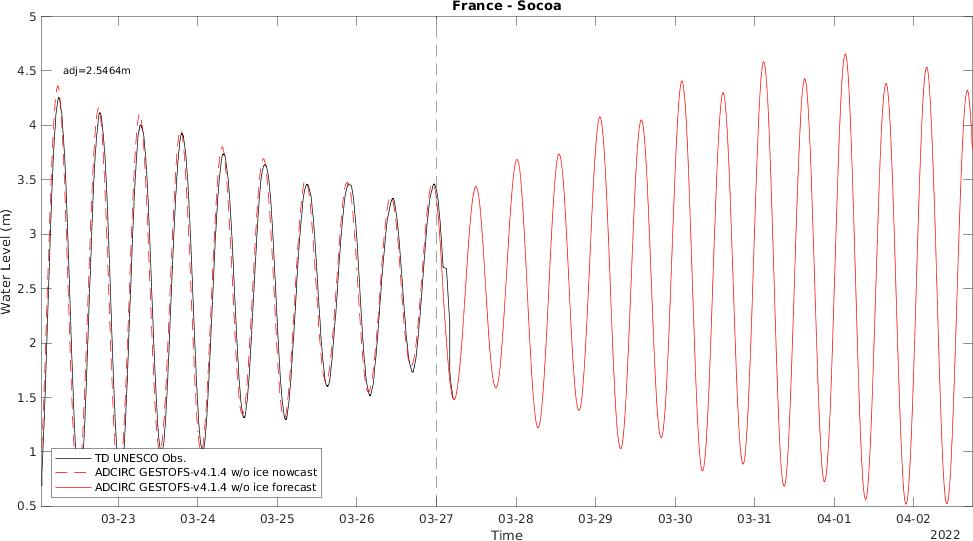 France - Socoa
5
4.5
4
3.5
3
2.5
2
1.5
1
0.5
Water Level (m)
adj=2.5464m
TD UNESCO Obs.
ADCIRC GESTOFS-v4.1.4 w/o ice nowcast
ADCIRC GESTOFS-v4.1.4 w/o ice forecast
03-23 03-24 03-25 03-26 03-27 03-28 03-29 03-30 03-31 04-01 04-02
Time
2022